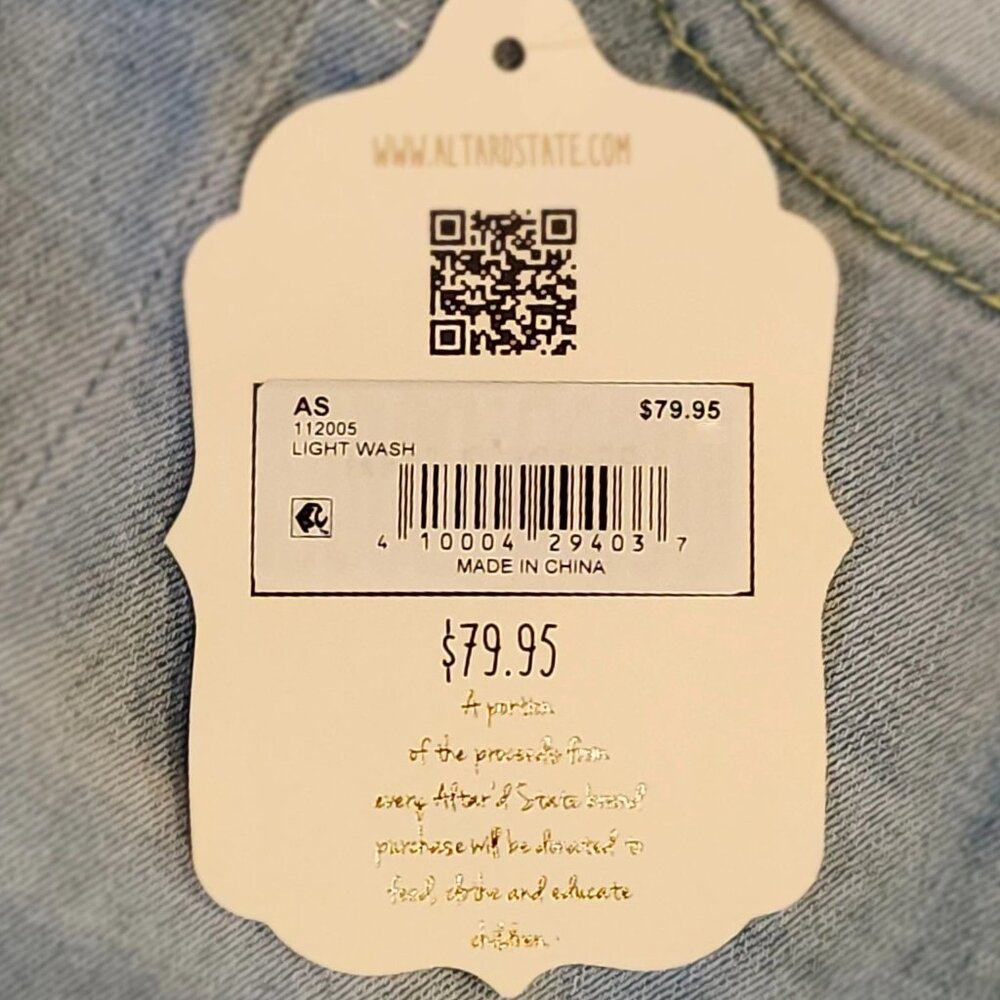 WWW.ALTARDSTATE.COM
AS $79.95
112005
LIGHT WASH
4 10004 29403 7
MADE IN CHINA
$79.95
A portion
of the proceeds from
every Altar'd State brand
purchase will be donated to
feed, clothe and educate
children.